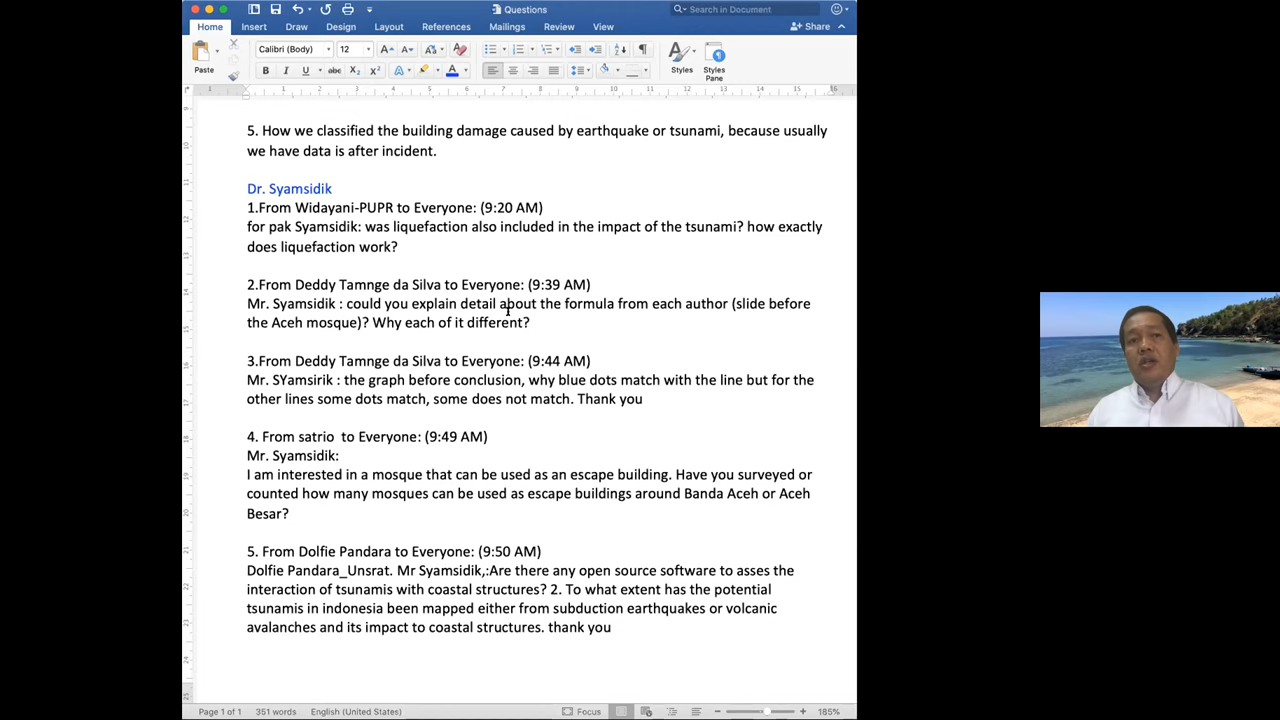 Questions
Search in Document
Home Insert Draw Design Layout References Mailings Review View Share
Paste
Calibri (Body) 12
Styles Styles Pane
5. How we classified the building damage caused by earthquake or tsunami, because usually
we have data is after incident.
Dr. Syamsidik
1.From Widayani-PUPR to Everyone: (9:20 AM)
for pak Syamsidik: was liquefaction also included in the impact of the tsunami? how exactly
does liquefaction work?
2.From Deddy Tamnge da Silva to Everyone: (9:39 AM)
Mr. Syamsidik : could you explain detail about the formula from each author (slide before
the Aceh mosque)? Why each of it different?
3.From Deddy Tamnge da Silva to Everyone: (9:44 AM)
Mr. SYamsirik : the graph before conclusion, why blue dots match with the line but for the
other lines some dots match, some does not match. Thank you
4. From satrio to Everyone: (9:49 AM)
Mr. Syamsidik:
I am interested in a mosque that can be used as an escape building. Have you surveyed or
counted how many mosques can be used as escape buildings around Banda Aceh or Aceh
Besar?
5. From Dolfie Pandara to Everyone: (9:50 AM)
Dolfie Pandara_Unsrat. Mr Syamsidik,:Are there any open source software to asses the
interaction of tsunamis with coastal structures? 2. To what extent has the potential
tsunamis in indonesia been mapped either from subduction earthquakes or volcanic
avalanches and its impact to coastal structures. thank you
Page 1 of 1 351 words English (United States) Focus 185%